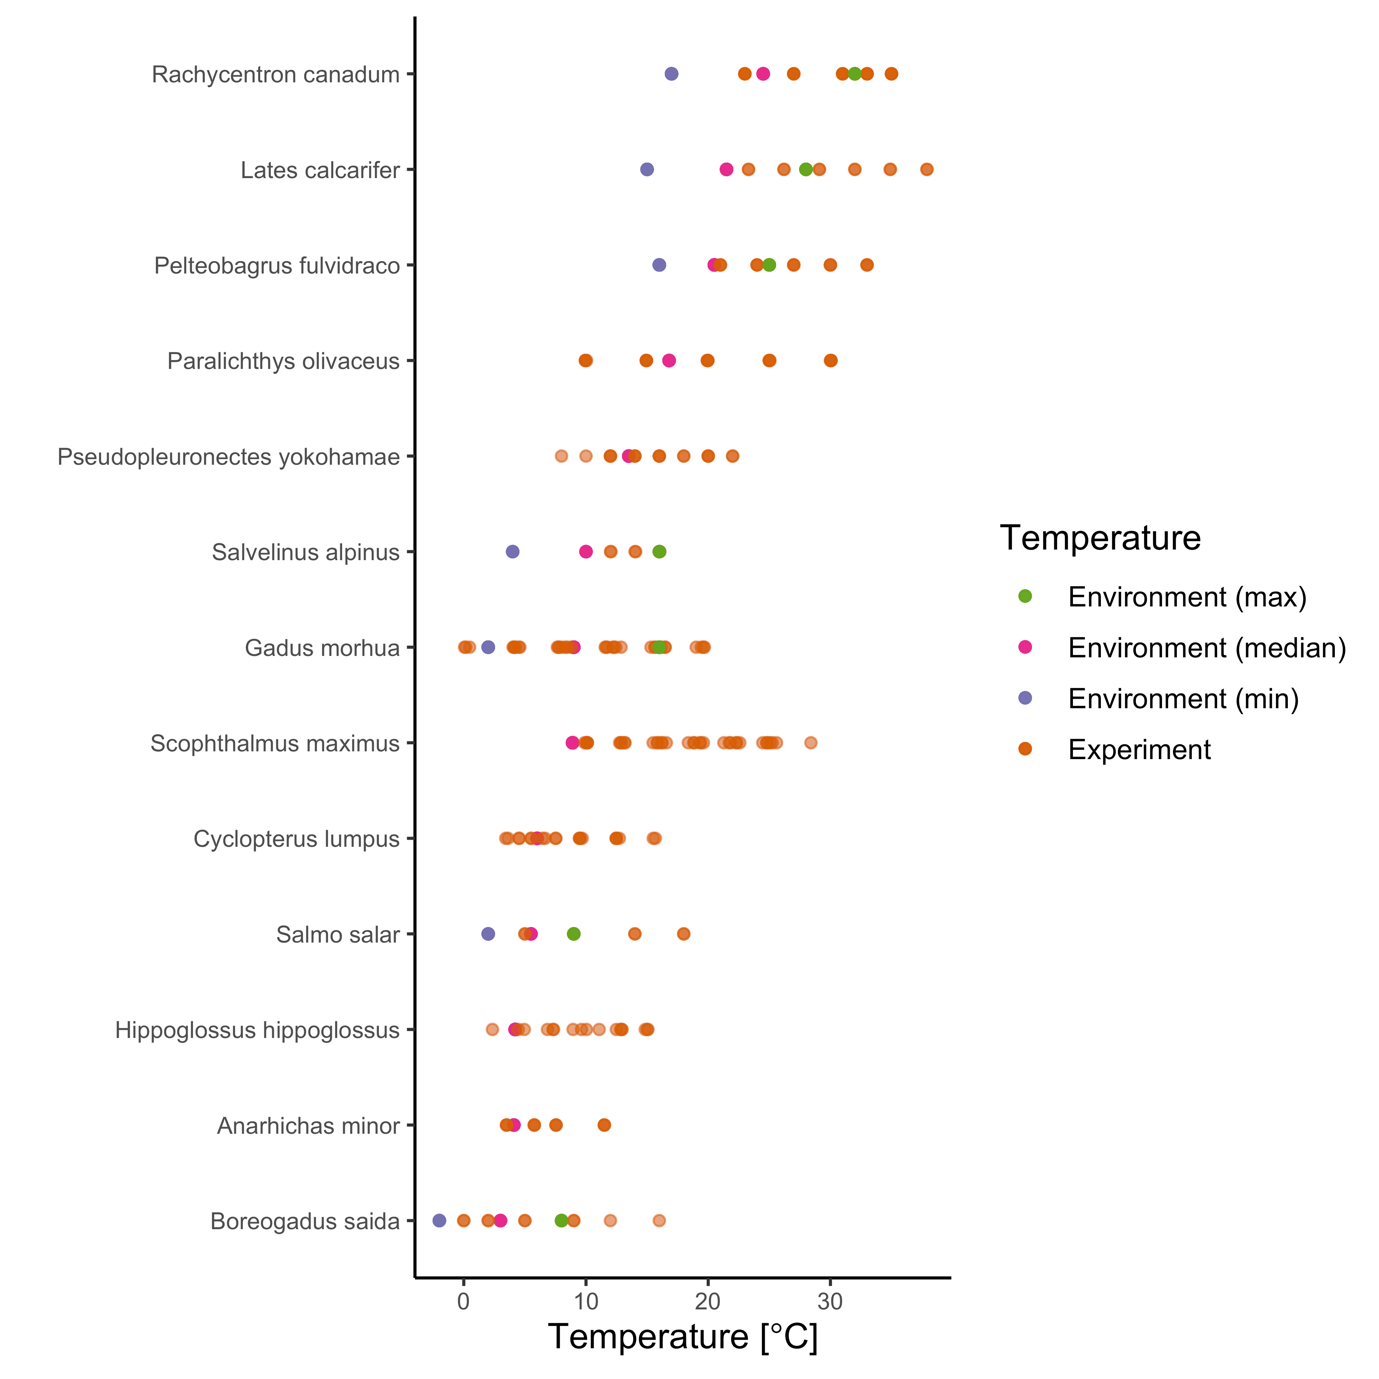 Rachycentron canadum
Lates calcarifer
Pelteobagrus fulvidraco
Paralichthys olivaceus
Pseudopleuronectes yokohamae
Salvelinus alpinus
Gadus morhua
Scophthalmus maximus
Cyclopterus lumpus
Salmo salar
Hippoglossus hippoglossus
Anarhichas minor
Boreogadus saida
0 10 20 30
Temperature [°C]
Temperature
Environment (max)
Environment (median)
Environment (min)
Experiment